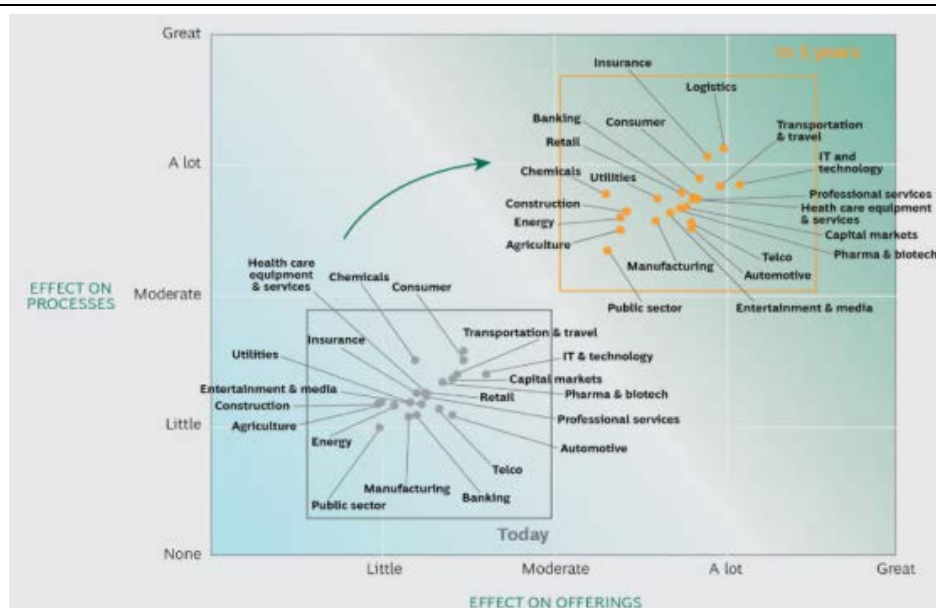 Great
In 5 years
Insurance
Logistics
Banking
Consumer
Transportation
& travel
Retail
A lot
IT and
technology
Chemicals
Utilities
Professional services
Construction
Heath care equipment
& services
Energy
Capital markets
Agriculture
Pharma & biotech
Telco
Manufacturing
Automotive
Health care
equipment
& services
Chemicals
Consumer
EFFECT ON
PROCESSES
Moderate
Public sector
Entertainment & media
Transportation & travel
Insurance
Utilities
IT & technology
Capital markets
Entertainment & media
Pharma & biotech
Retail
Construction
Professional services
Little
Agriculture
Energy
Automotive
Telco
Manufacturing
Banking
Public sector
Today
None
Little
Moderate
A lot
Great
EFFECT ON OFFERINGS